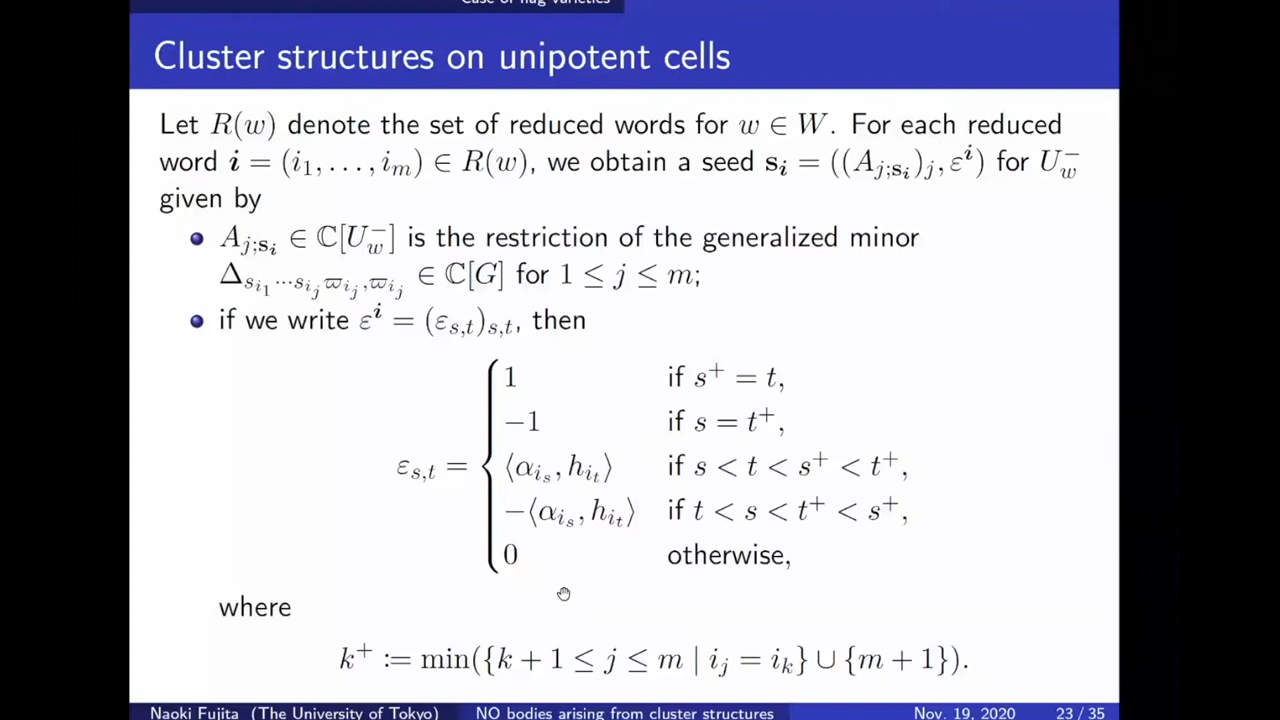 Case of flag varieties
Cluster structures on unipotent cells
Let R(w) denote the set of reduced words for w ∈ W. For each reduced
word 𝒊 = (i₁, …, iₘ) ∈ R(w), we obtain a seed 𝐬_𝒊 = ((A_{j;𝐬_𝒊})_j, ε^𝒊) for U_w^−
given by
• A_{j;𝐬_𝒊} ∈ ℂ[U_w^−] is the restriction of the generalized minor
Δ_{s_{i_1}⋯s_{i_j}ϖ_{i_j},ϖ_{i_j}} ∈ ℂ[G] for 1 ≤ j ≤ m;
• if we write ε^𝒊 = (ε_{s,t})_{s,t}, then
1 if s⁺ = t,
−1 if s = t⁺,
ε_{s,t} = { ⟨α_{i_s}, h_{i_t}⟩ if s < t < s⁺ < t⁺,
−⟨α_{i_s}, h_{i_t}⟩ if t < s < t⁺ < s⁺,
0 otherwise,
where
k⁺ := min({k + 1 ≤ j ≤ m | i_j = i_k} ∪ {m + 1}).
Naoki Fujita (The University of Tokyo) NO bodies arising from cluster structures Nov. 19, 2020 23 / 35